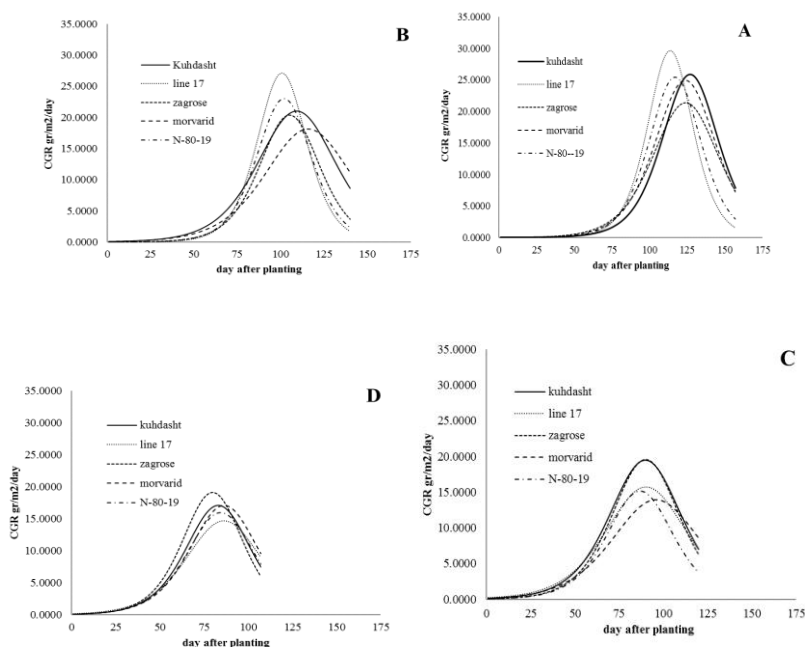 B
35.0000
30.0000
25.0000
20.0000
15.0000
10.0000
5.0000
0.0000
CGR gr/m2/day
Kuhdasht
line 17
zagrose
morvarid
N-80-19
0 25 50 75 100 125 150 175
day after planting
A
35.0000
30.0000
25.0000
20.0000
15.0000
10.0000
5.0000
0.0000
CGR gr/m2/day
kuhdasht
line 17
zagrose
morvarid
N-80--19
0 25 50 75 100 125 150 175
day after planting
D
35.0000
30.0000
25.0000
20.0000
15.0000
10.0000
5.0000
0.0000
CGR gr/m2/day
kuhdasht
line 17
zagrose
morvarid
N-80-19
0 25 50 75 100 125 150 175
day after planting
C
35.0000
30.0000
25.0000
20.0000
15.0000
10.0000
5.0000
0.0000
CGR gr/m2/day
kuhdasht
line 17
zagrose
morvarid
N-80-19
0 25 50 75 100 125 150 175
day after planting